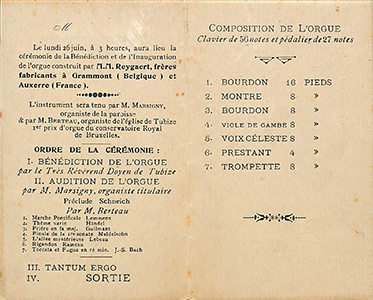 M
Le lundi 26 juin, à 3 heures, aura lieu la
cérémonie de la Bénédiction et de l'Inauguration
de l'orgue construit par M.M. Reygaert, frères
fabricants à Grammont (Belgique) et
Auxerre (France).
L'instrument sera tenu par M. MARSIGNY,
organiste de la paroisse
& par M. BERTEAU, organiste de l'église de Tubize
1er prix d'orgue du conservatoire Royal
de Bruxelles.
ORDRE DE LA CÉRÉMONIE :
I. BÉNÉDICTION DE L'ORGUE
par le Très Révérend Doyen de Tubize
II. AUDITION DE L'ORGUE
par M. Marsigny, organiste titulaire
Prélude Schneich
Par M. Berteau
1. Marche Pontificale Lemmens
2. Thème varié Händel
3. Prière en fa maj. Guilmant
4. Finale de la 1re sonate Meldelsohn
5. L'allée mystérieuse Lebrau
6. Rigaudon Rameau
7. Toccata et Fugue en ré min. J.-S. Bach
III. TANTUM ERGO
IV. SORTIE
COMPOSITION DE L'ORGUE
Clavier de 56 notes et pédalier de 27 notes
1. BOURDON 16 PIEDS
2. MONTRE 8 »
3. BOURDON 8 »
4. VIOLE DE GAMBE 8 »
5. VOIX CÉLESTE 8 »
6. PRESTANT 4 »
7. TROMPETTE 8 »